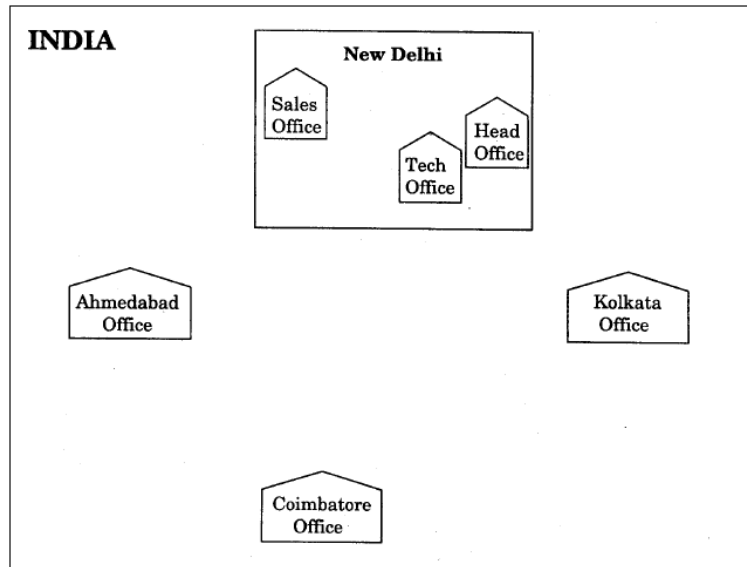 INDIA
New Delhi
Sales
Office
Head
Office
Tech
Office
Ahmedabad
Office
Kolkata
Office
Coimbatore
Office